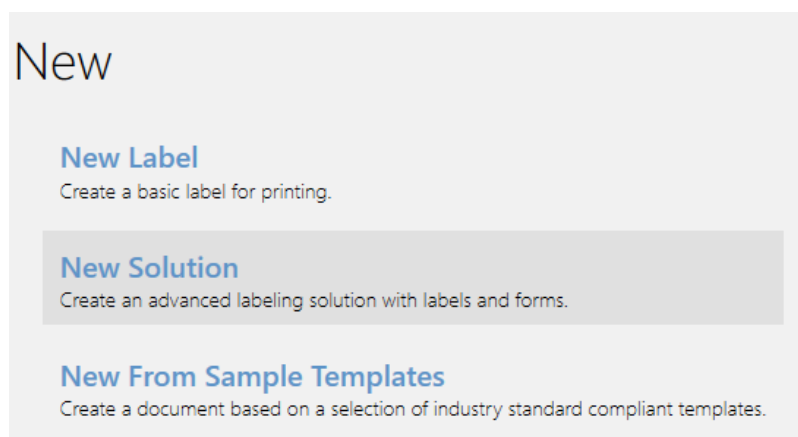 New
New Label
Create a basic label for printing.
New Solution
Create an advanced labeling solution with labels and forms.
New From Sample Templates
Create a document based on a selection of industry standard compliant templates.